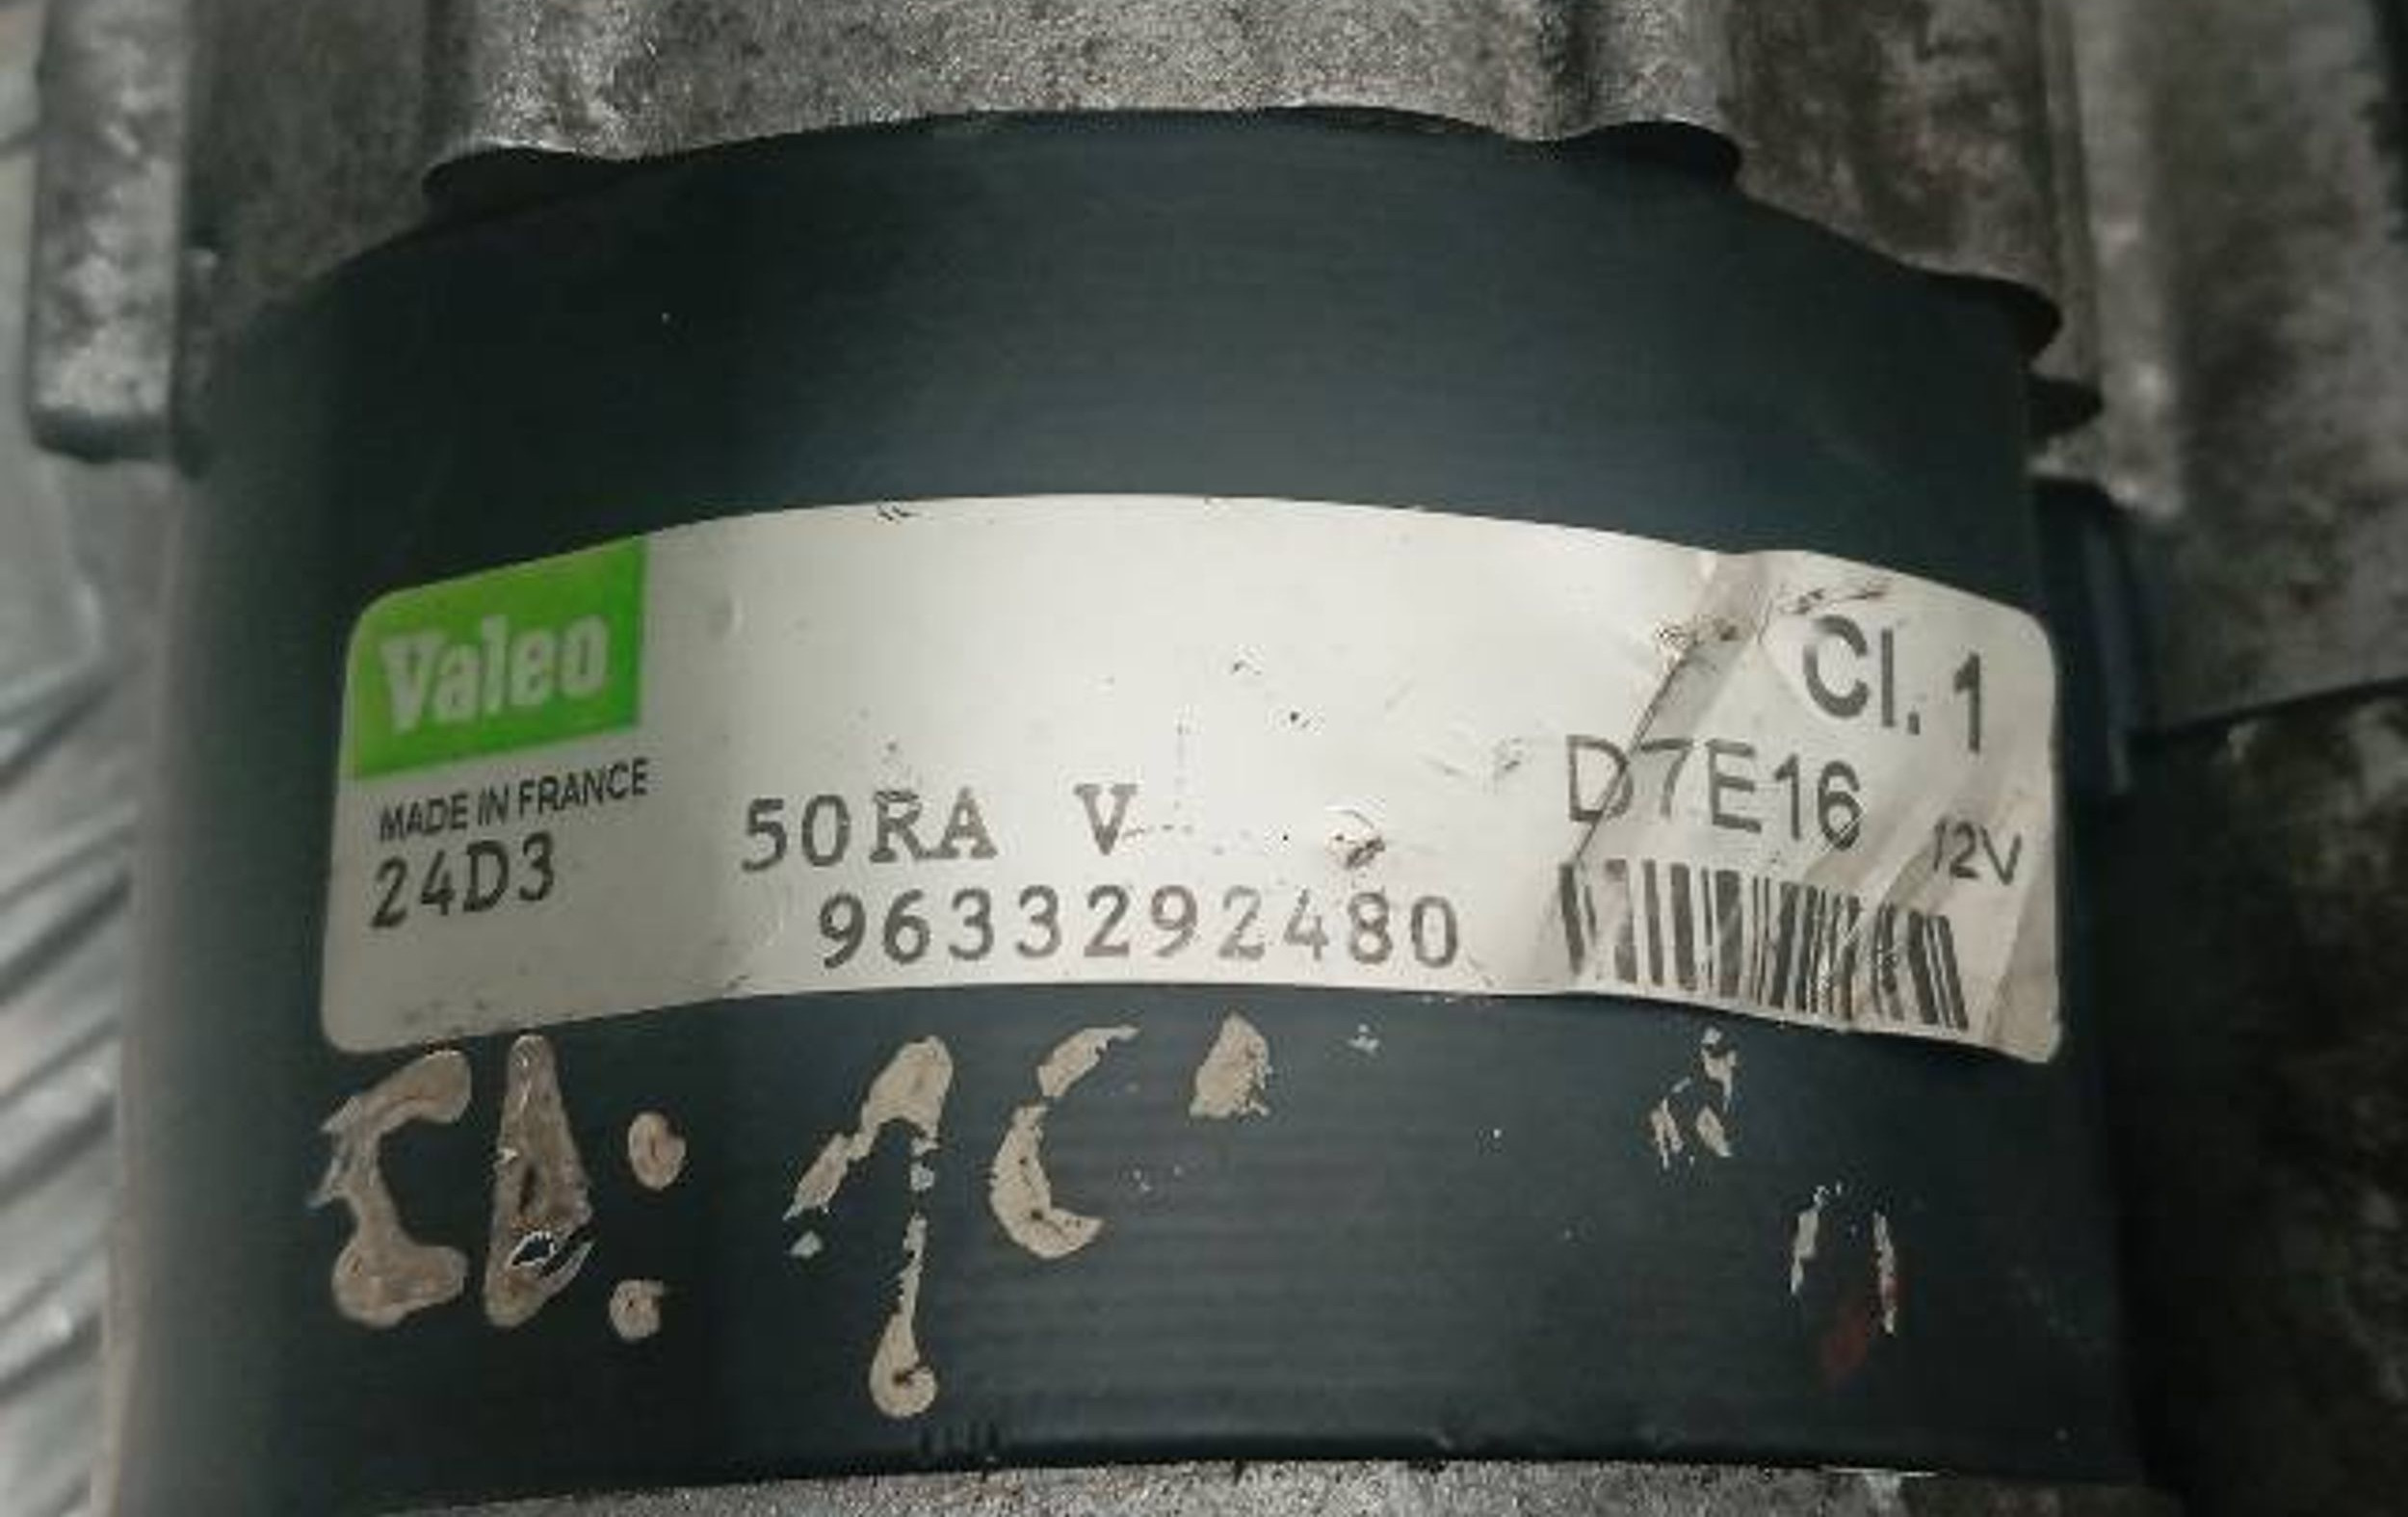 Valeo
MADE IN FRANCE
24D3
50RA V
9633292480
Cl. 1
D7E16
12V